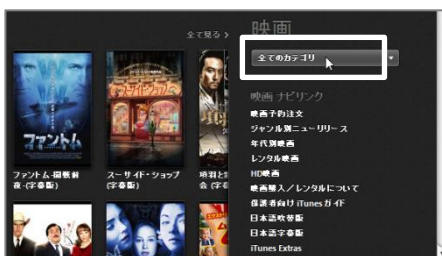 全て見る >
映画
全てのカテゴリ
映画 ナビリンク
映画予約注文
ジャンル別ニューリリース
年代別映画
レンタル映画
HD映画
映画購入／レンタルについて
保護者向け iTunesガイド
日本語吹替版
日本語字幕版
iTunes Extras
ファントム
ファントム-開戦前
夜-(字幕版)
スーサイド・ショップ
(字幕版)
項羽と
会 (字